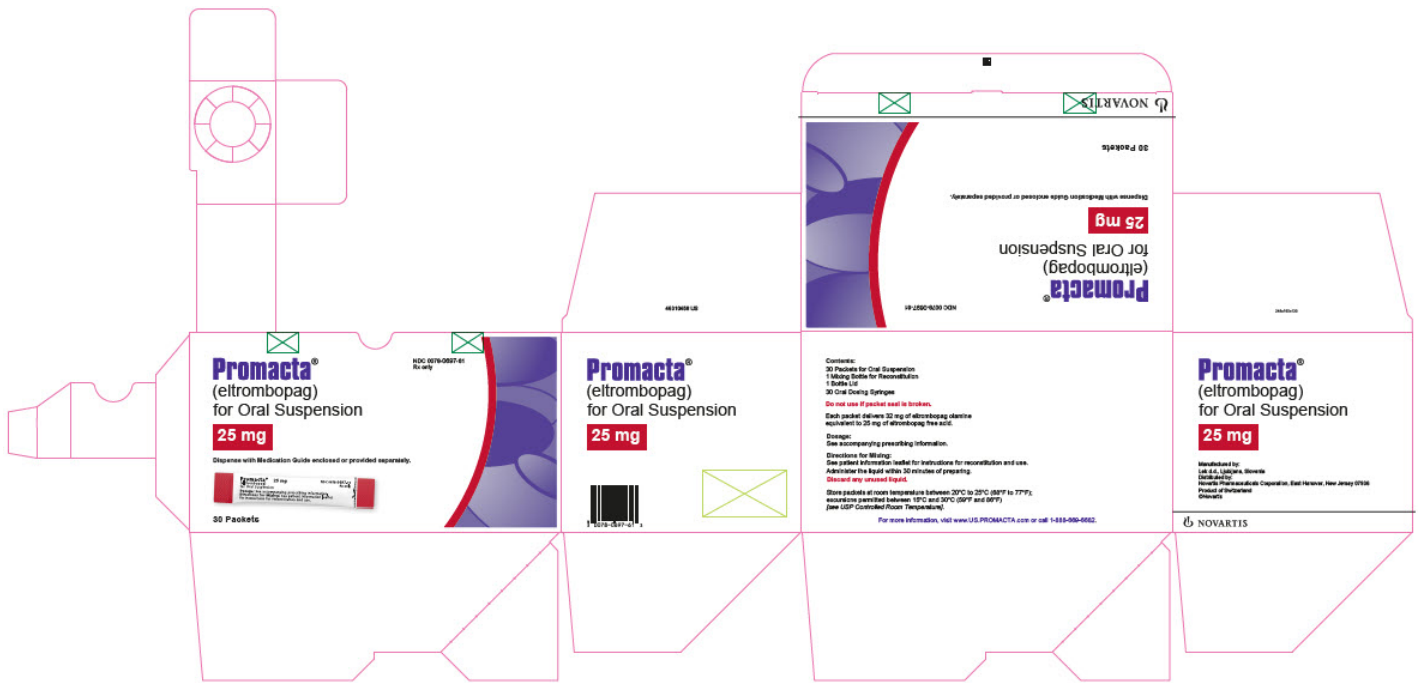 NOVARTIS
30 Packets
Dispense with Medication Guide enclosed or provided separately.
25 mg
for Oral Suspension
(eltrombopag)
Promacta®
NDC 0078-0697-61
Promacta®
(eltrombopag)
for Oral Suspension
25 mg
NDC 0078-0697-61
Rx only
Dispense with Medication Guide enclosed or provided separately.
Promacta® 25 mg
30 Packets
Promacta®
(eltrombopag)
for Oral Suspension
25 mg
Contents:
30 Packets for Oral Suspension
1 Mixing Bottle for Reconstitution
1 Bottle Lid
30 Oral Dosing Syringes
Do not use if packet seal is broken.
Each packet delivers 32 mg of eltrombopag olamine
equivalent to 25 mg of eltrombopag free acid.
Dosage:
See accompanying prescribing information.
Directions for Mixing:
See patient information leaflet for instructions for reconstitution and use.
Administer the liquid within 30 minutes of preparing.
Discard any unused liquid.
Store packets at room temperature between 20°C to 25°C (68°F to 77°F);
excursions permitted between 15°C and 30°C (59°F and 86°F)
[see USP Controlled Room Temperature].
For more information, visit www.US.PROMACTA.com or call 1-888-669-6682.
Promacta®
(eltrombopag)
for Oral Suspension
25 mg
Manufactured by:
Lek d.d., Ljubljana, Slovenia
Distributed by:
Novartis Pharmaceuticals Corporation, East Hanover, New Jersey 07936
Product of Switzerland
©Novartis
NOVARTIS